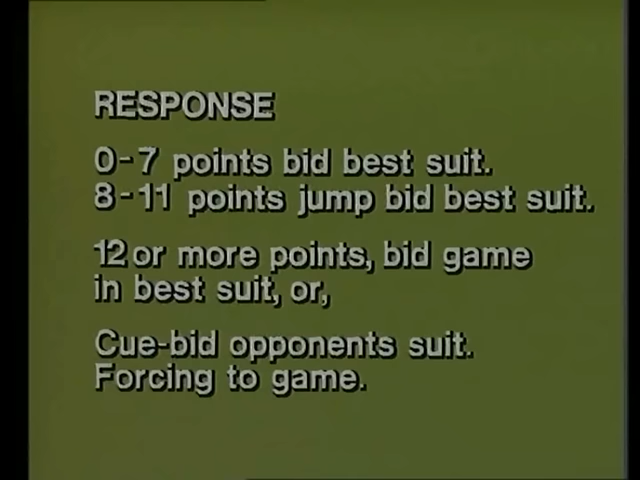 RESPONSE
0-7 points bid best suit.
8-11 points jump bid best suit.
12 or more points, bid game
in best suit, or,
Cue-bid opponents suit.
Forcing to game.